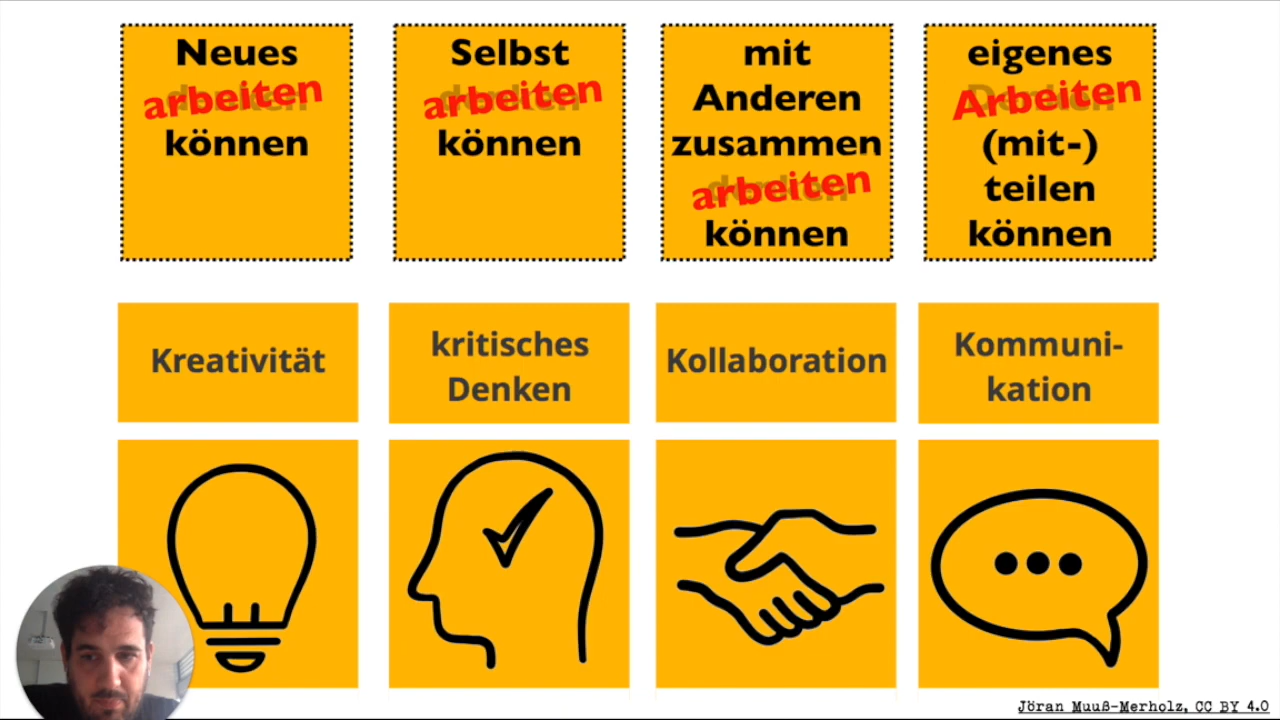 Neues
arbeiten
können
Selbst
arbeiten
können
mit
Anderen
zusammen
arbeiten
können
eigenes
Arbeiten
(mit-)
teilen
können
Kreativität
kritisches
Denken
Kollaboration
Kommuni-
kation
Jöran Muuß-Merholz, CC BY 4.0